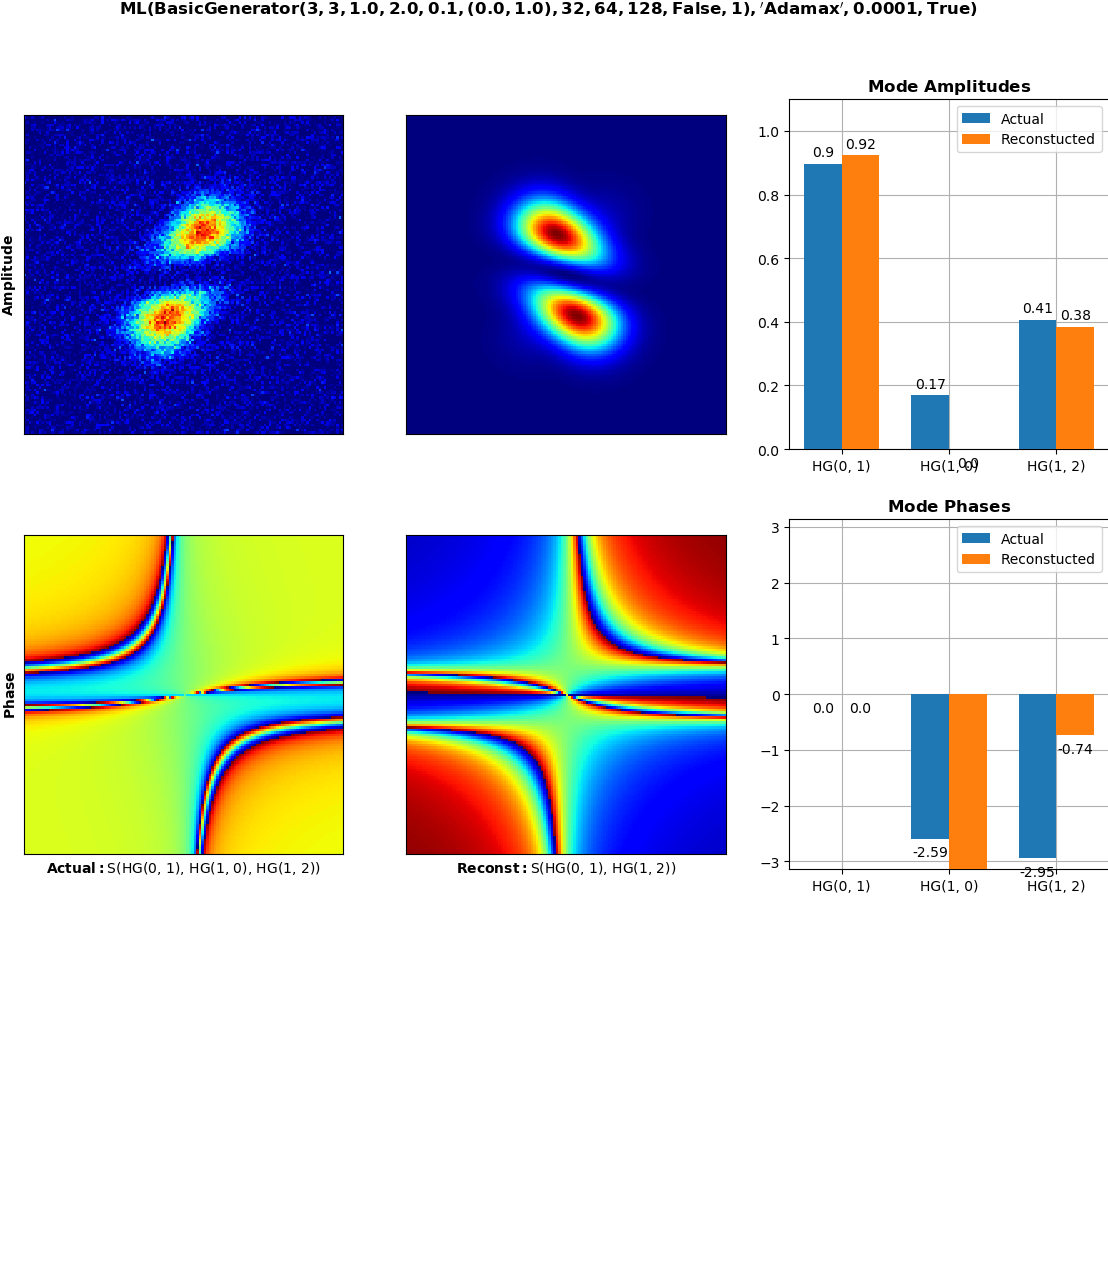 ML(BasicGenerator(3, 3, 1.0, 2.0, 0.1, (0.0, 1.0), 32, 64, 128, False, 1), ′Adamax′, 0.0001, True)
Amplitude
Mode Amplitudes
Actual
Reconstucted
1.0
0.8
0.6
0.4
0.2
0.0
0.9
0.92
0.17
0.0
0.41
0.38
HG(0, 1)
HG(1, 0)
HG(1, 2)
Phase
Actual: S(HG(0, 1), HG(1, 0), HG(1, 2))
Reconst: S(HG(0, 1), HG(1, 2))
Mode Phases
Actual
Reconstucted
3
2
1
0
−1
−2
−3
0.0
0.0
-2.59
-2.95
-0.74
HG(0, 1)
HG(1, 0)
HG(1, 2)